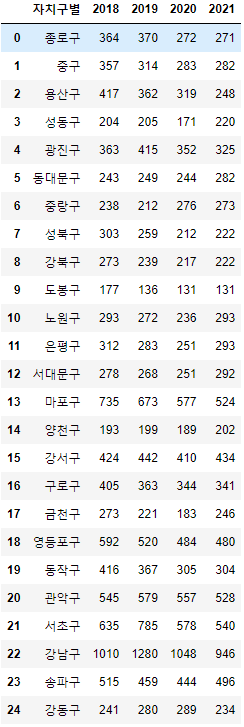 자치구별 2018 2019 2020 2021
0 종로구 364 370 272 271
1 중구 357 314 283 282
2 용산구 417 362 319 248
3 성동구 204 205 171 220
4 광진구 363 415 352 325
5 동대문구 243 249 244 282
6 중랑구 238 212 276 273
7 성북구 303 259 212 222
8 강북구 273 239 217 222
9 도봉구 177 136 131 131
10 노원구 293 272 236 293
11 은평구 312 283 251 293
12 서대문구 278 268 251 292
13 마포구 735 673 577 524
14 양천구 193 199 189 202
15 강서구 424 442 410 434
16 구로구 405 363 344 341
17 금천구 273 221 183 246
18 영등포구 592 520 484 480
19 동작구 416 367 305 304
20 관악구 545 579 557 528
21 서초구 635 785 578 540
22 강남구 1010 1280 1048 946
23 송파구 515 459 444 496
24 강동구 241 280 289 234